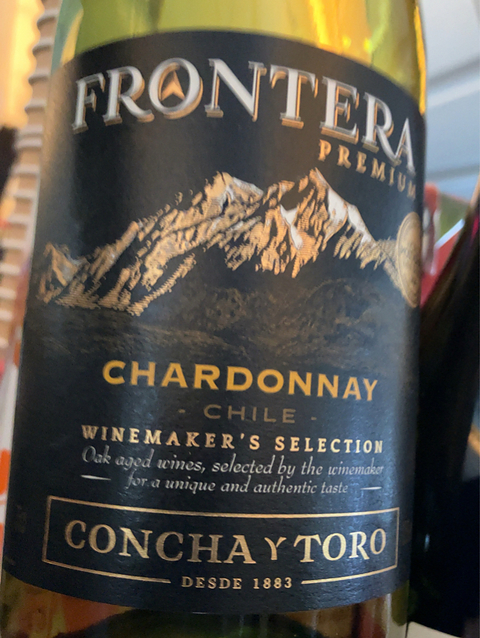 FRONTERA
PREMIUM
CHARDONNAY
- CHILE -
WINEMAKER'S SELECTION
Oak aged wines, selected by the winemaker
for a unique and authentic taste
CONCHA Y TORO
DESDE 1883